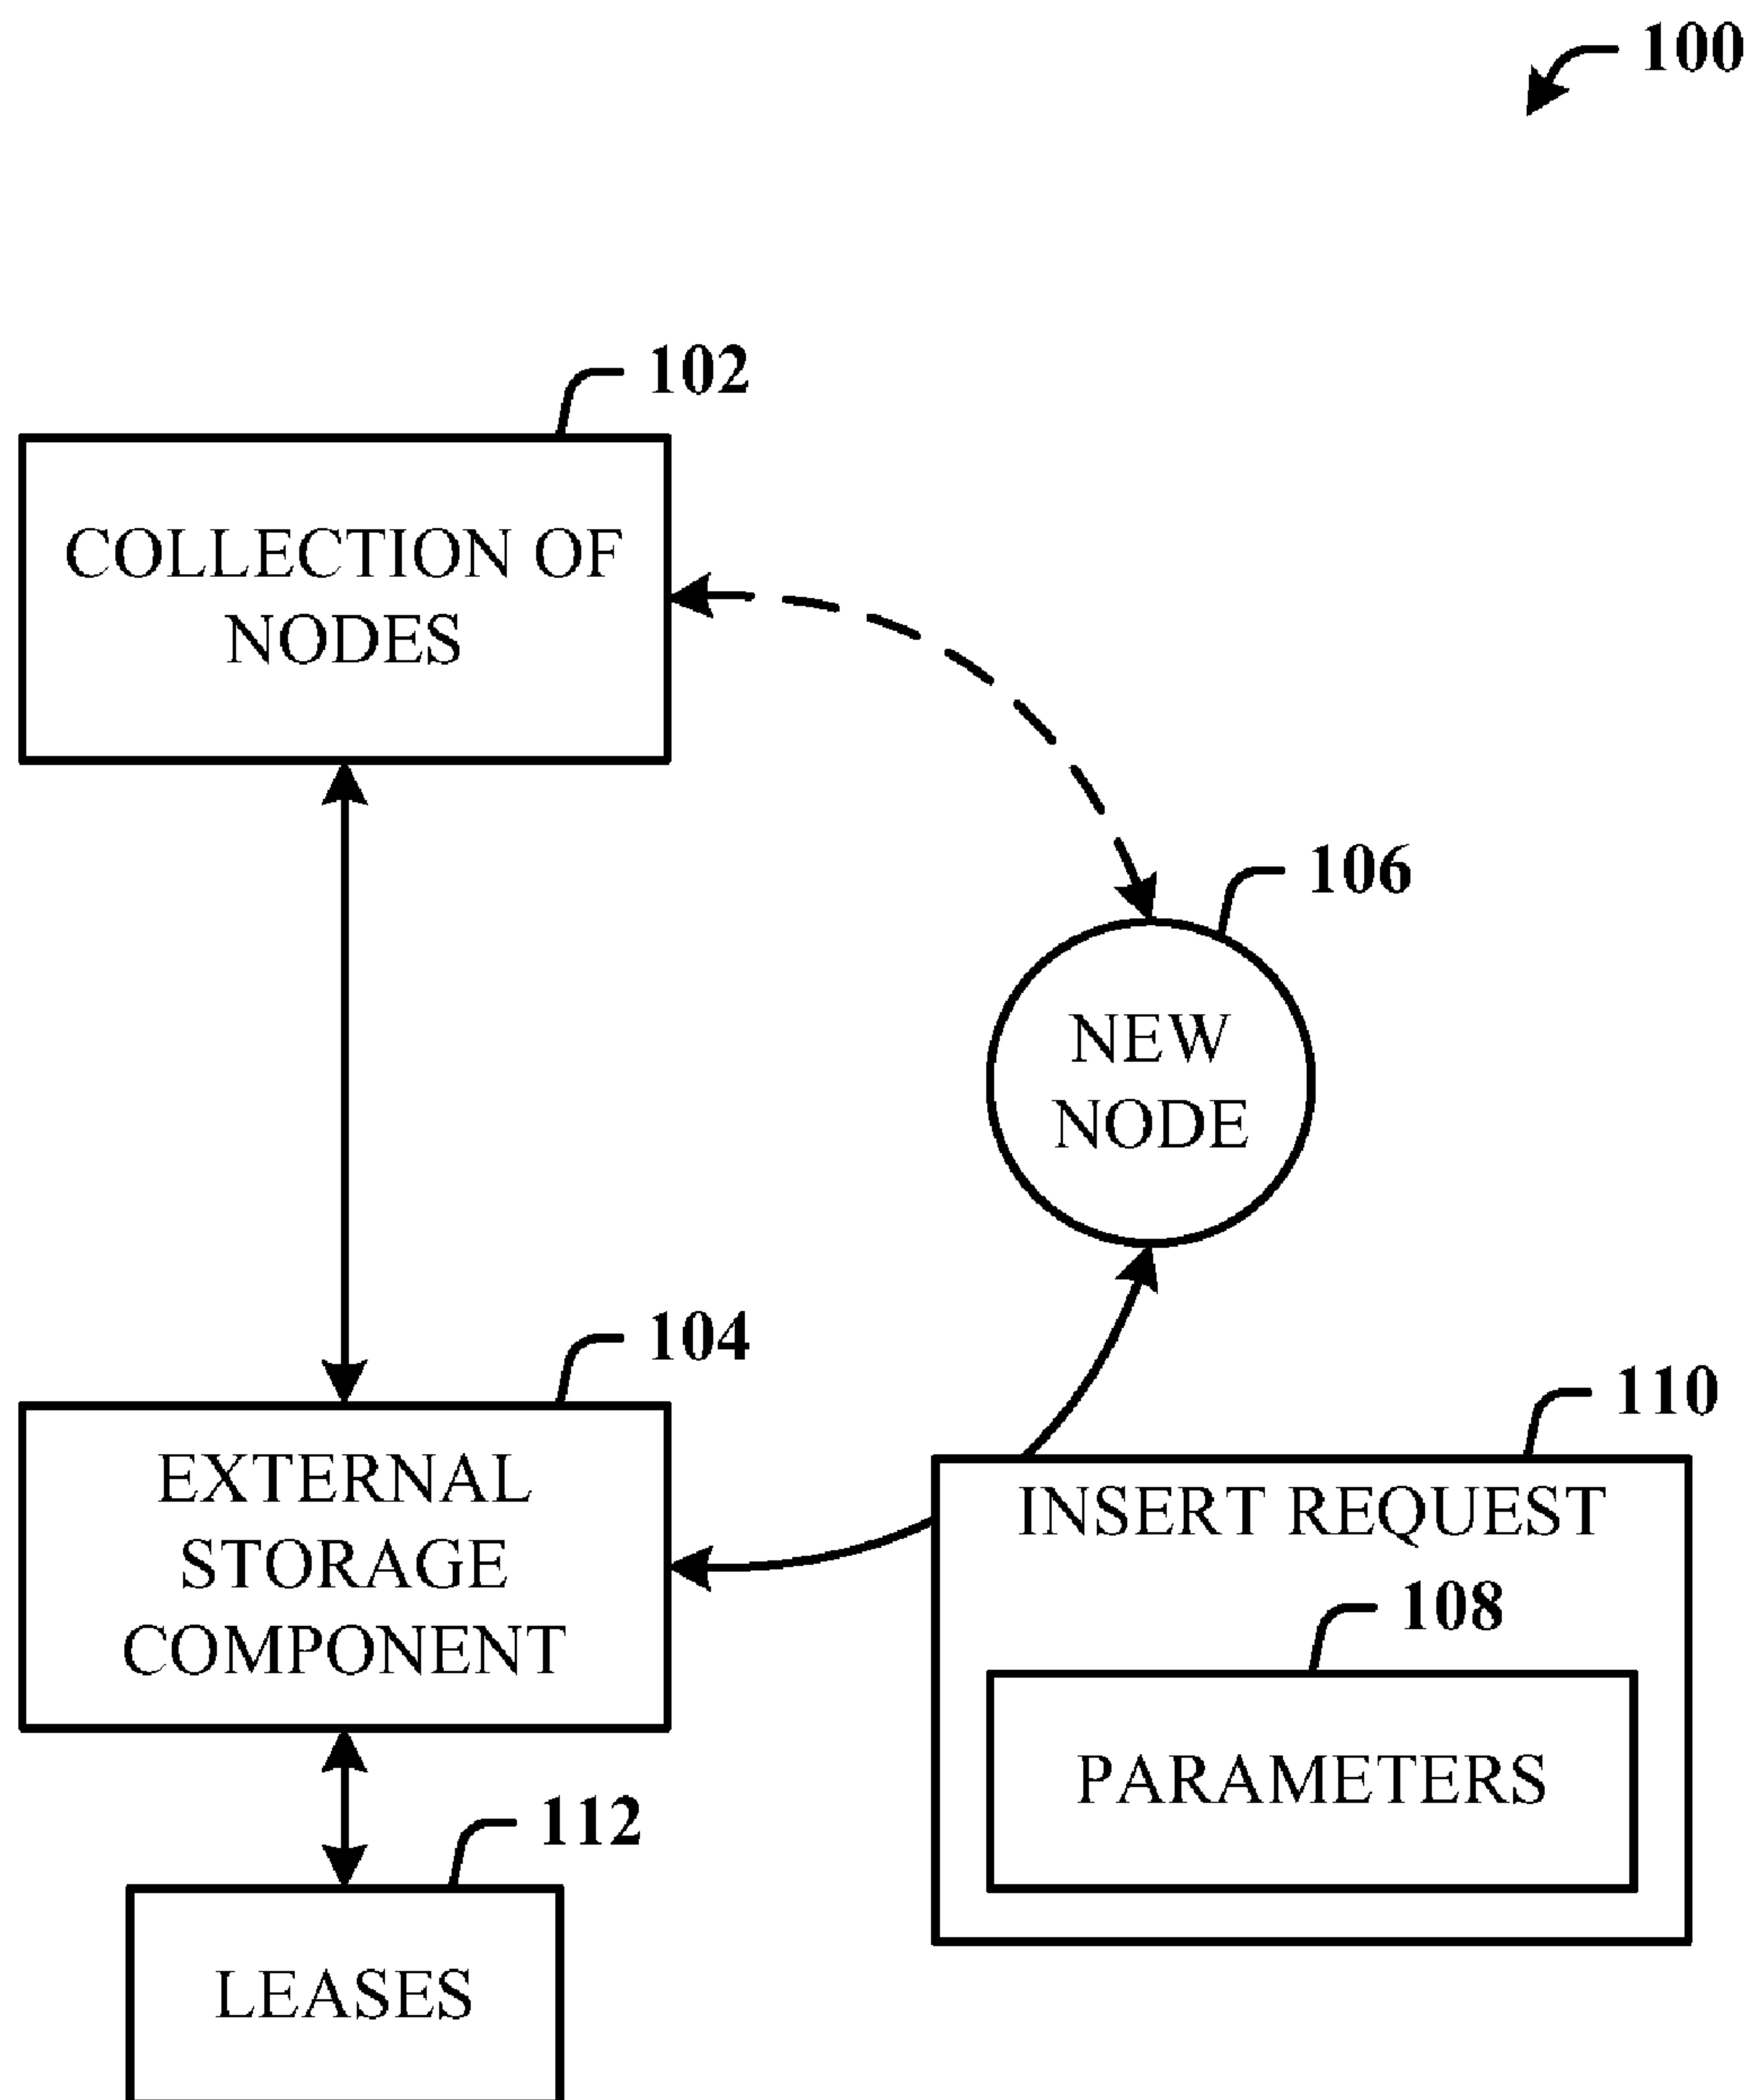 100
102
COLLECTION OF
NODES
106
NEW
NODE
104
EXTERNAL
STORAGE
COMPONENT
110
INSERT REQUEST
108
PARAMETERS
112
LEASES